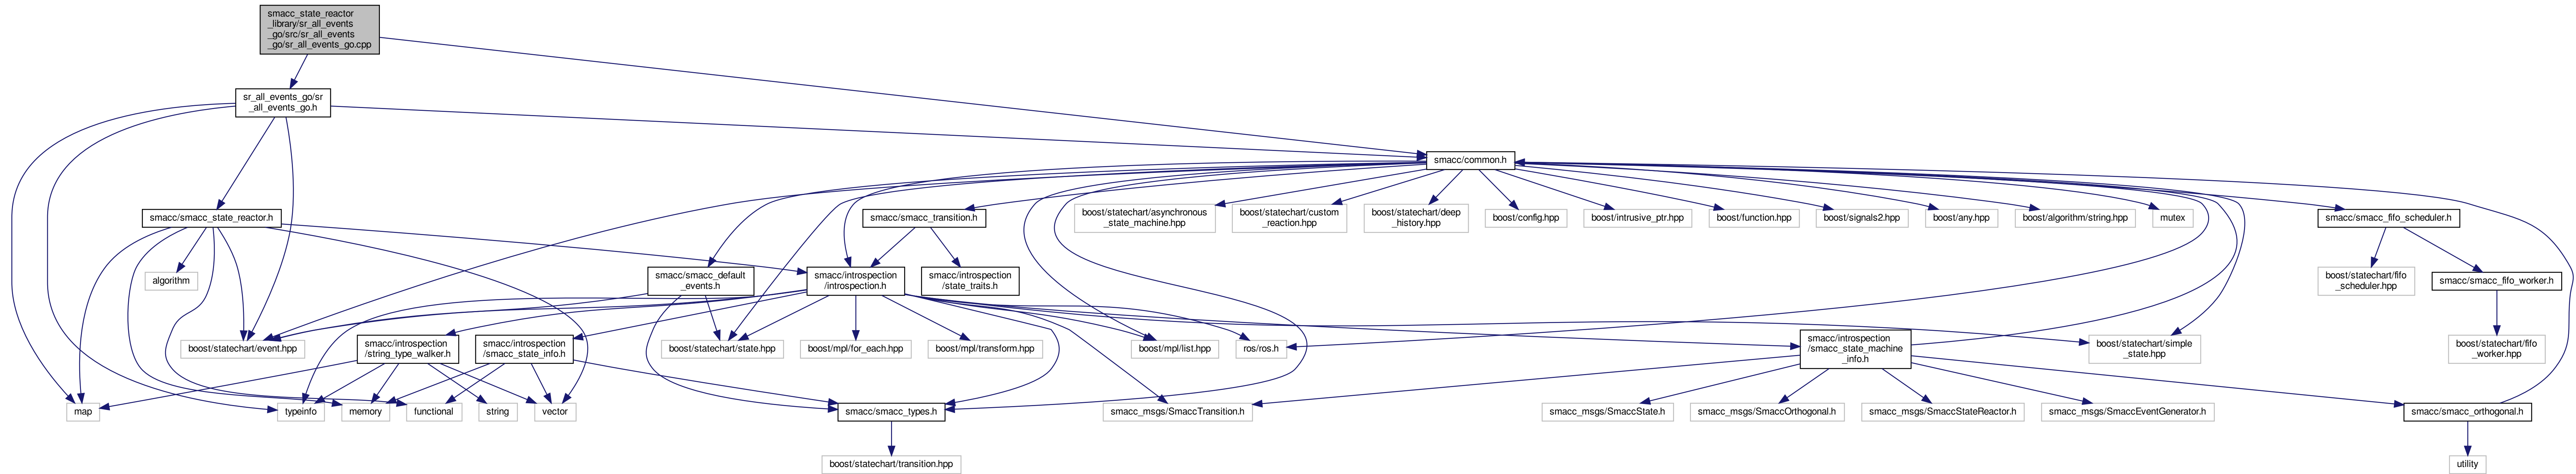 smacc_state_reactor
_library/sr_all_events
_go/src/sr_all_events
_go/sr_all_events_go.cpp
sr_all_events_go/sr
_all_events_go.h
smacc/common.h
smacc/smacc_state_reactor.h
smacc/smacc_transition.h
boost/statechart/asynchronous
_state_machine.hpp
boost/statechart/custom
_reaction.hpp
boost/statechart/deep
_history.hpp
boost/config.hpp
boost/intrusive_ptr.hpp
boost/function.hpp
boost/signals2.hpp
boost/any.hpp
boost/algorithm/string.hpp
mutex
smacc/smacc_fifo_scheduler.h
algorithm
smacc/smacc_default
_events.h
smacc/introspection
/introspection.h
smacc/introspection
/state_traits.h
boost/statechart/fifo
_scheduler.hpp
smacc/smacc_fifo_worker.h
boost/statechart/event.hpp
smacc/introspection
/string_type_walker.h
smacc/introspection
/smacc_state_info.h
boost/statechart/state.hpp
boost/mpl/for_each.hpp
boost/mpl/transform.hpp
boost/mpl/list.hpp
ros/ros.h
smacc/introspection
/smacc_state_machine
_info.h
boost/statechart/simple
_state.hpp
boost/statechart/fifo
_worker.hpp
map
typeinfo
memory
functional
string
vector
smacc/smacc_types.h
smacc_msgs/SmaccTransition.h
smacc_msgs/SmaccState.h
smacc_msgs/SmaccOrthogonal.h
smacc_msgs/SmaccStateReactor.h
smacc_msgs/SmaccEventGenerator.h
smacc/smacc_orthogonal.h
boost/statechart/transition.hpp
utility